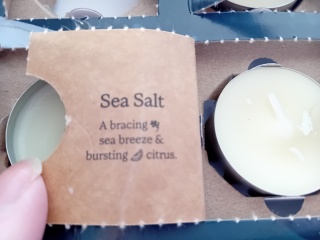 Sea Salt
A bracing
sea breeze &
bursting citrus.